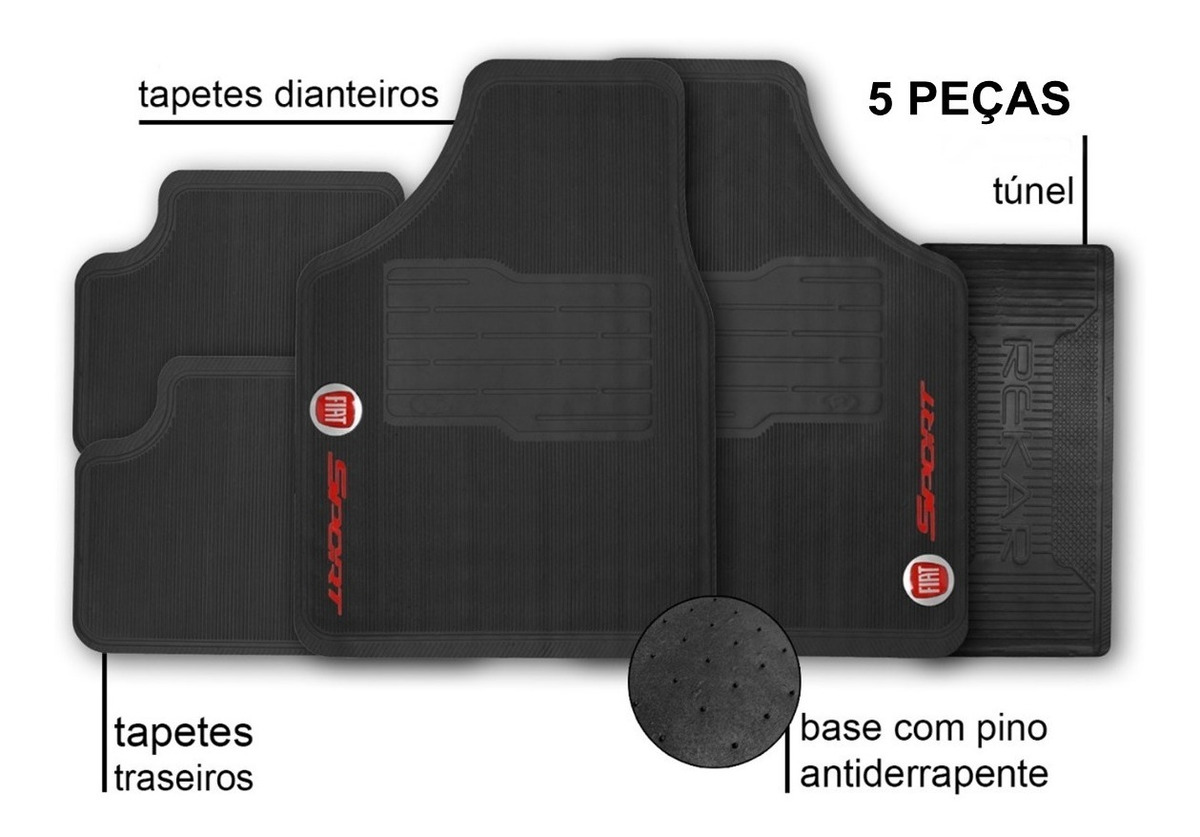 tapetes dianteiros
5 PEÇAS
túnel
FIAT
SPORT
SPORT
FIAT
REKAR
tapetes
traseiros
base com pino
antiderrapente